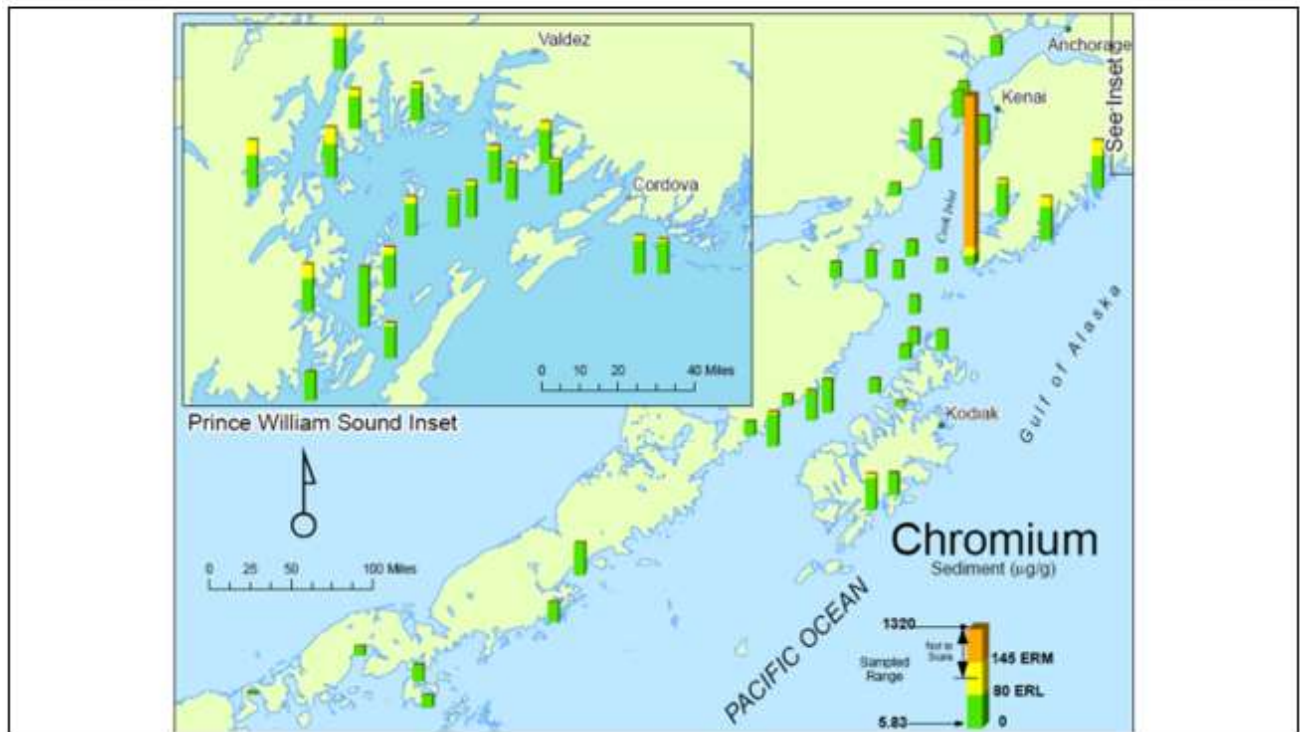 Valdez
Anchorage
See Inset
Kenai
Cordova
Cook Inlet
0 10 20 40 Miles
Prince William Sound Inset
Gulf of Alaska
Kodiak
0 25 50 100 Miles
Chromium
Sediment (µg/g)
PACIFIC OCEAN
1320
Not to
Scale
145 ERM
Sampled
Range
80 ERL
5.83
0